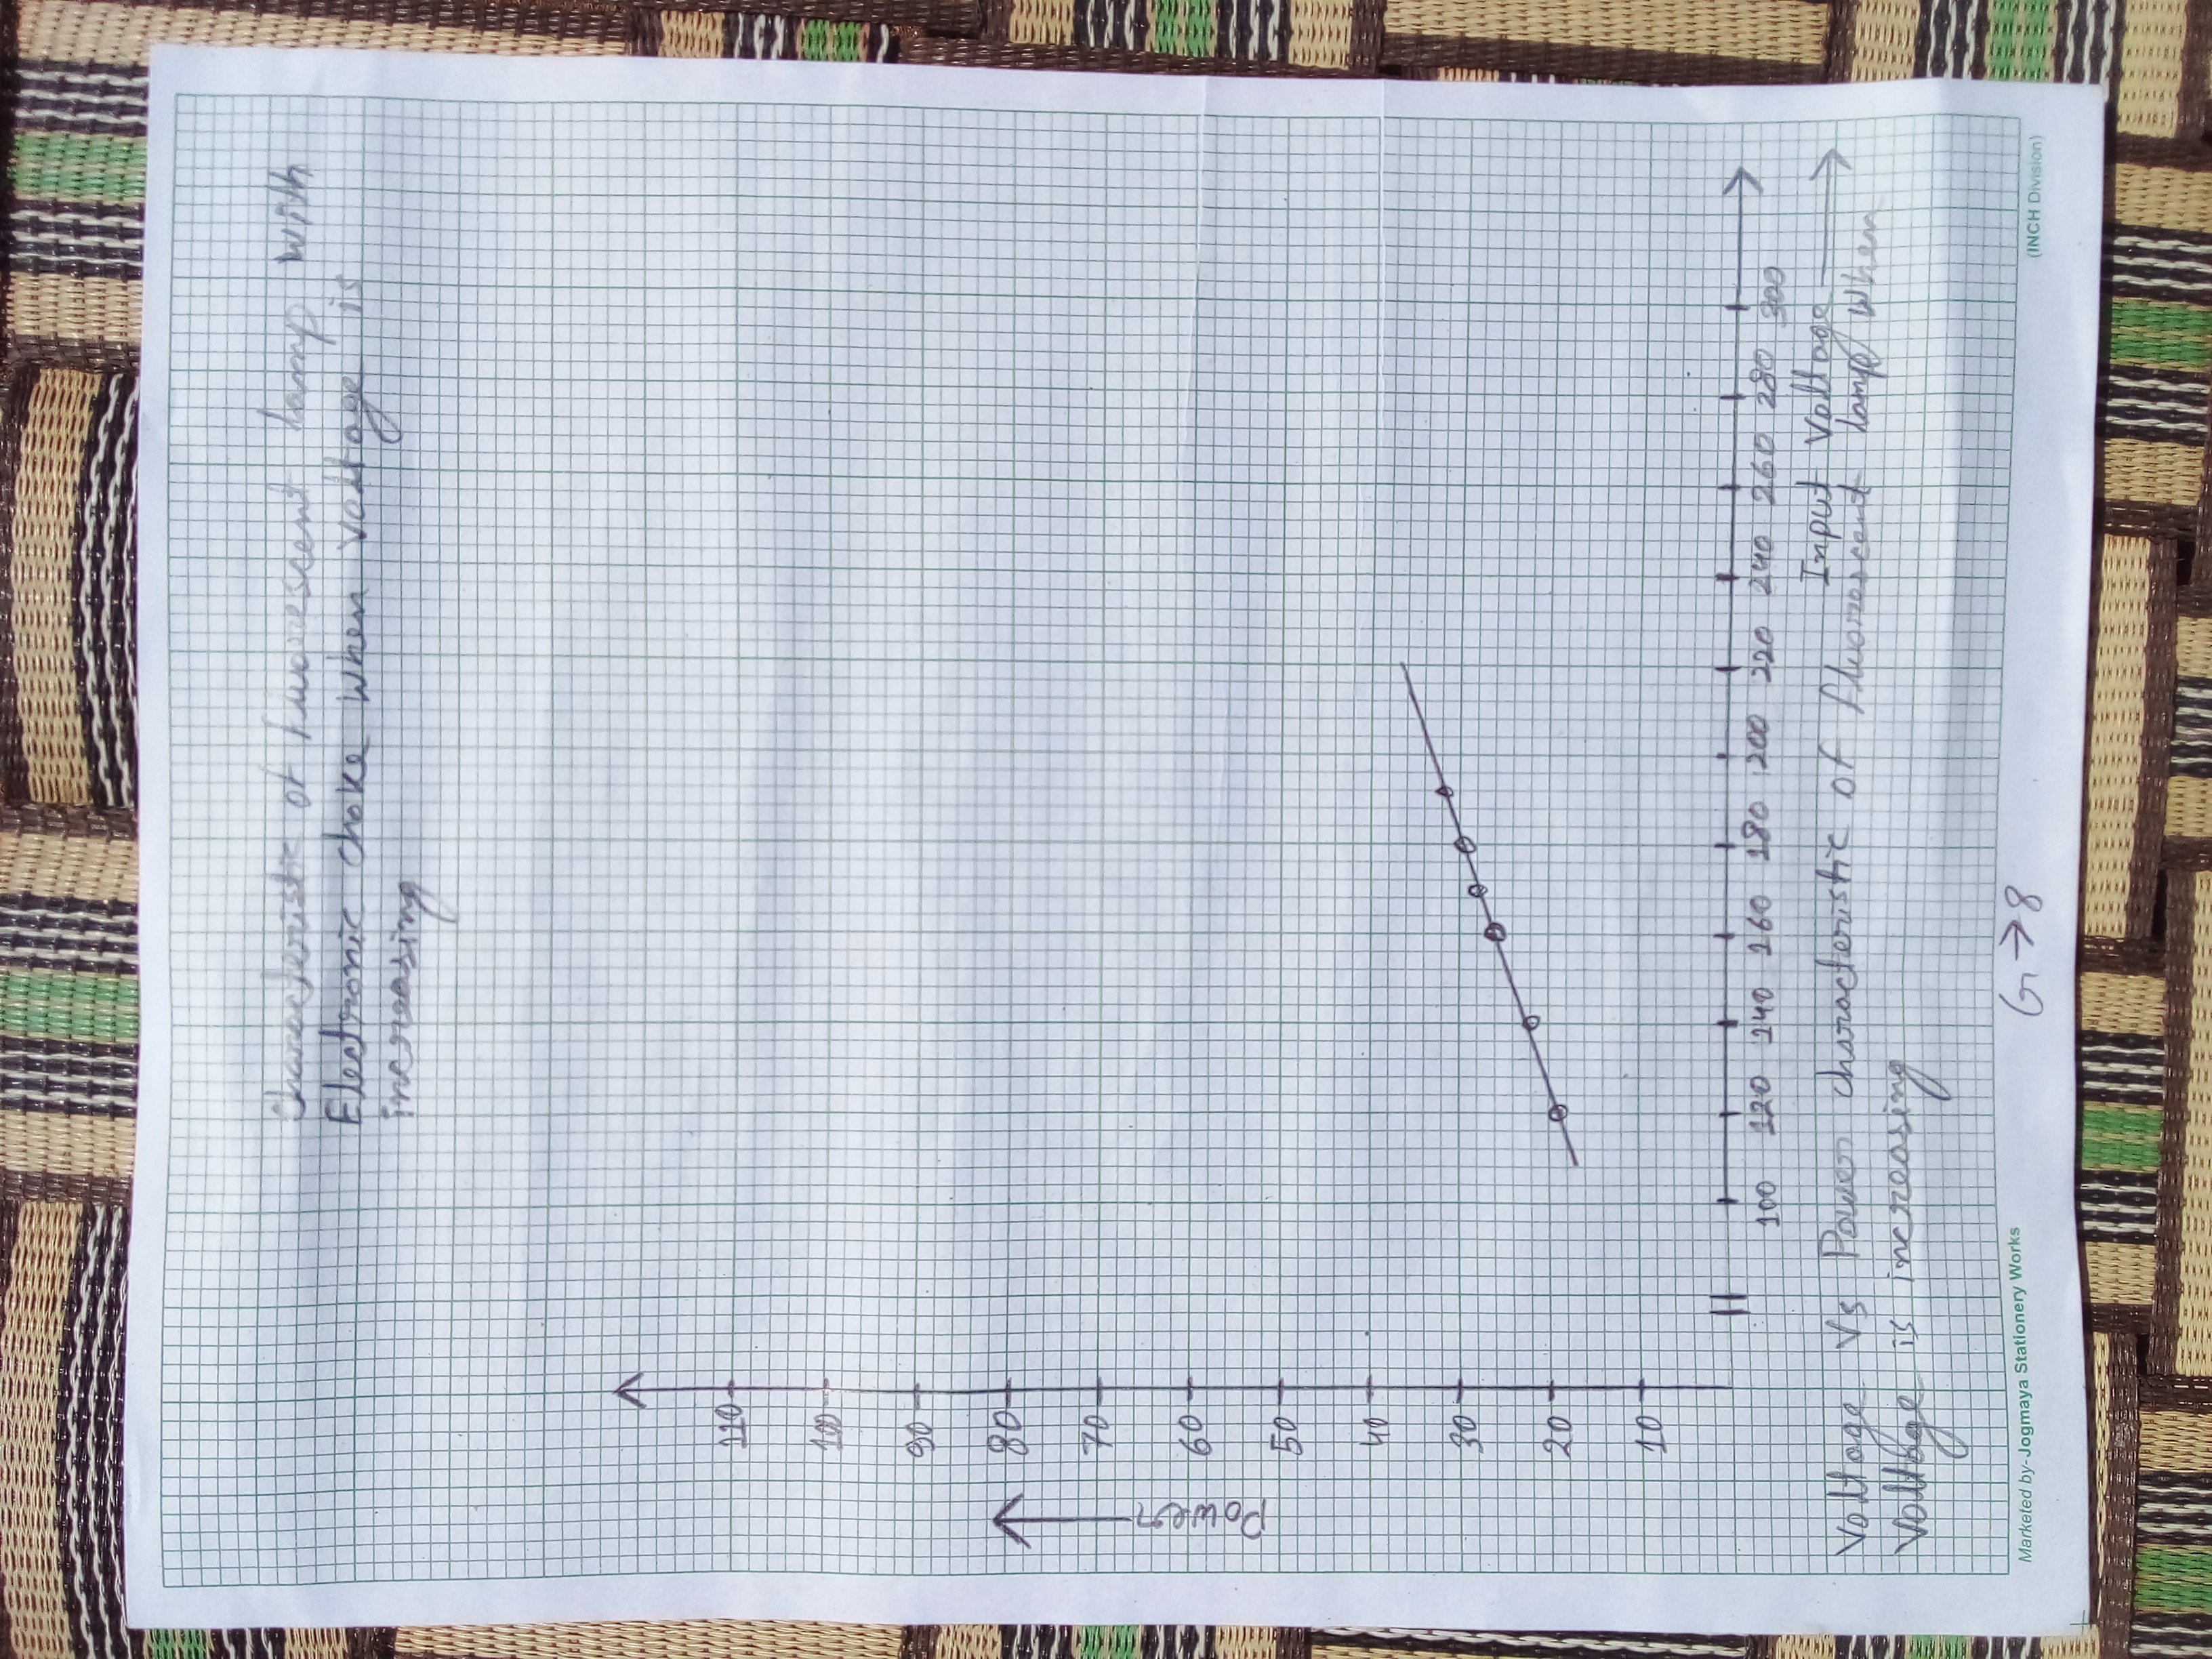 Characteristic of fluorescent lamp with
Electronic choke when voltage is
increasing
110
100
90
80
70
60
50
40
30
20
10
Power
100 120 140 160 180 200 220 240 260 280 300
Input Voltage
Voltage Vs Power characteristic of fluorescent lamp when
Voltage is increasing
Marketed by- Jogmaya Stationery Works
G→8
(INCH Division)